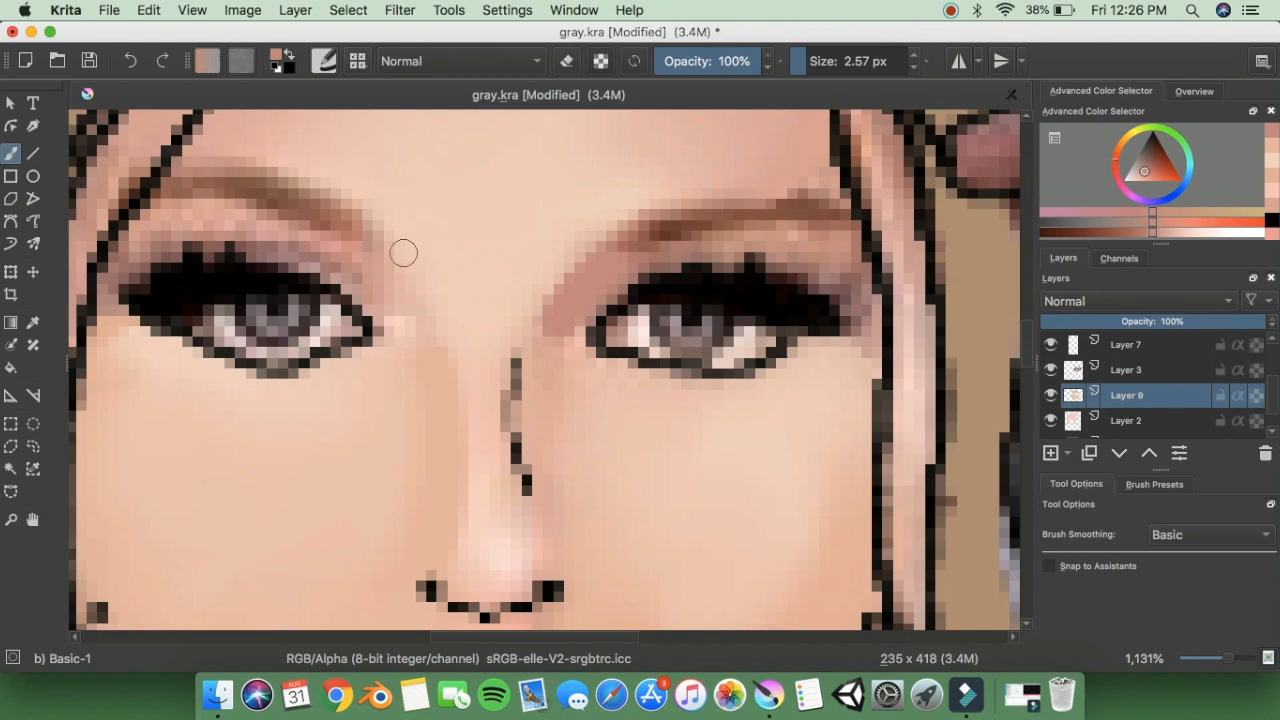 Krita File Edit View Image Layer Select Filter Tools Settings Window Help 38% Fri 12:26 PM
gray.kra [Modified] (3.4M) *
Normal Opacity: 100% Size: 2.57 px
gray.kra [Modified] (3.4M)
Advanced Color Selector Overview
Advanced Color Selector
Layers Channels
Layers
Normal
Opacity: 100%
Layer 7
Layer 3
Layer 9
Layer 2
Tool Options Brush Presets
Tool Options
Brush Smoothing: Basic
Snap to Assistants
b) Basic-1 RGB/Alpha (8-bit integer/channel) sRGB-elle-V2-srgbtrc.icc 235 x 418 (3.4M) 1,131%
AUG
31
3